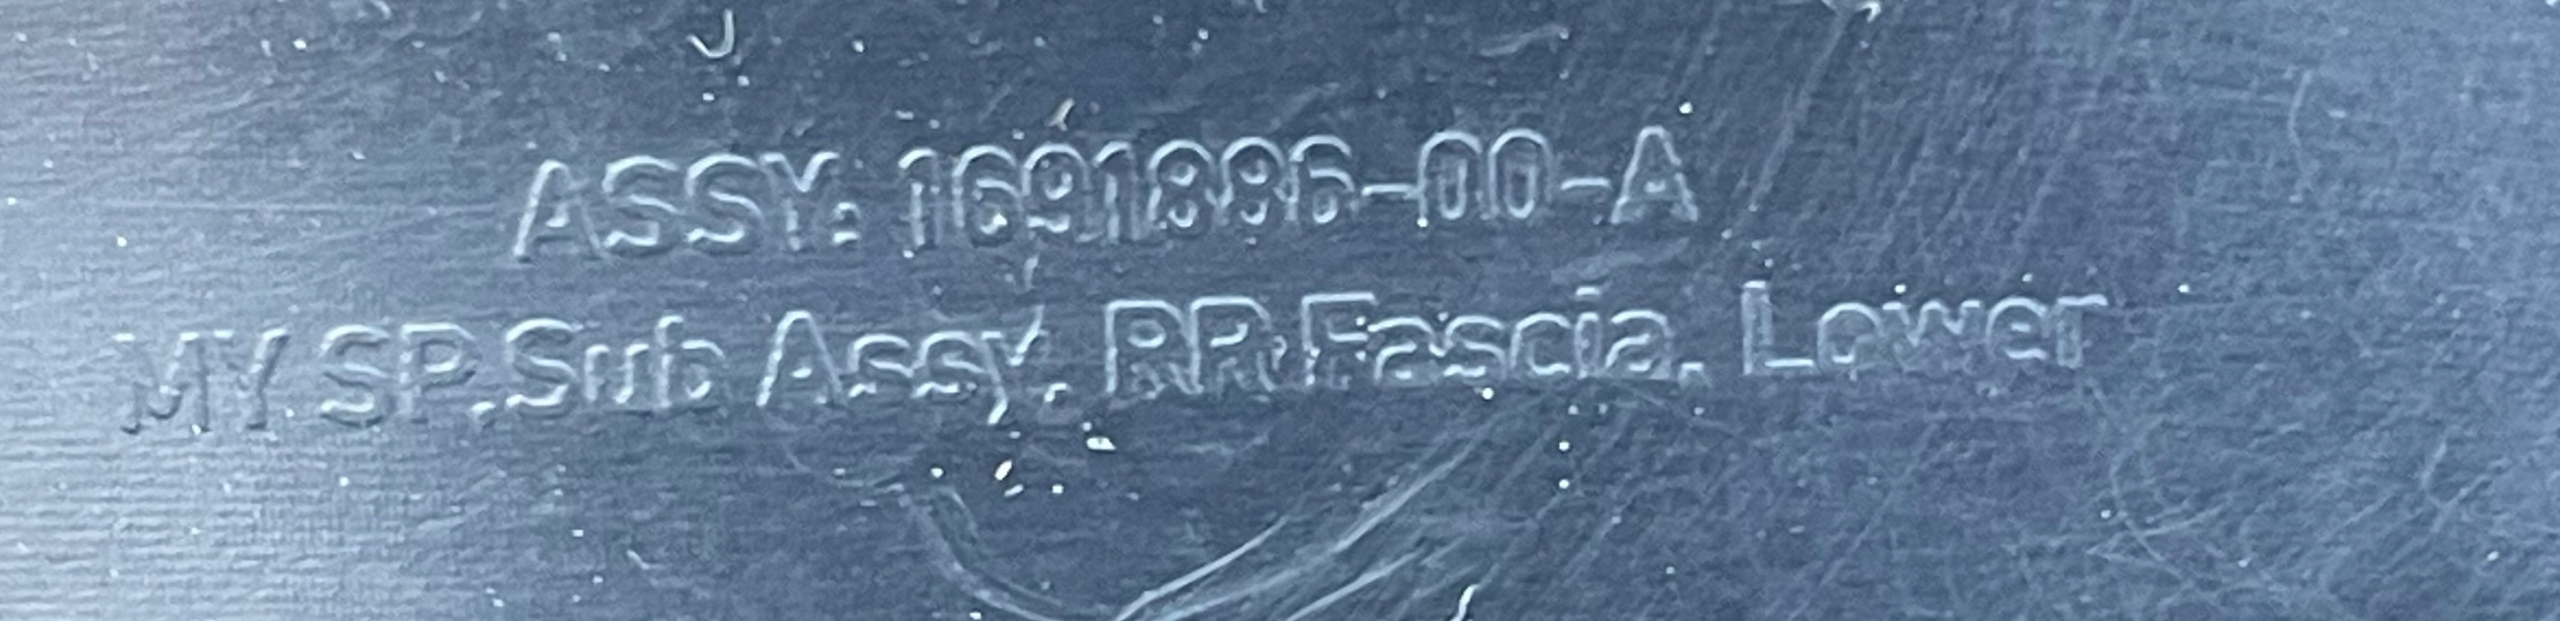 ASSY: 1691886-00-A
MY SP.Sub Assy, RR Fascia, Lower